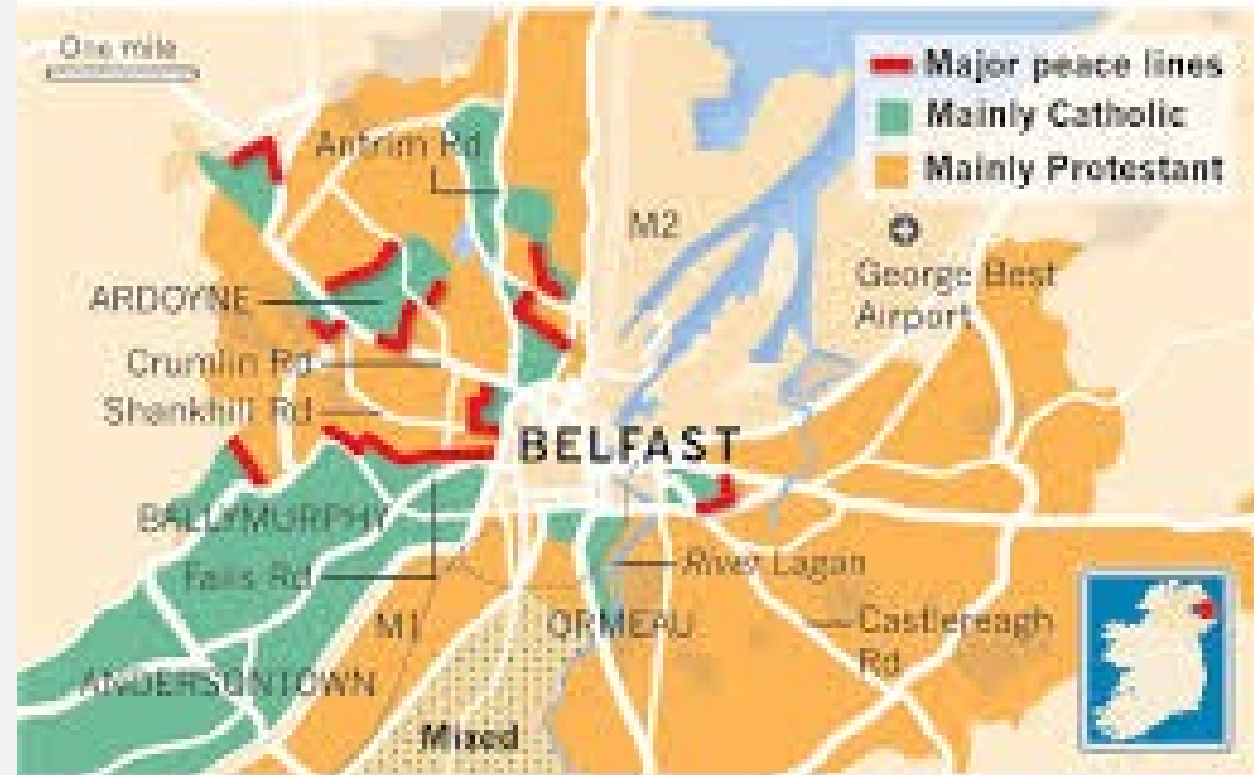 One mile
Major peace lines
Mainly Catholic
Mainly Protestant
Antrim Rd
M2
George Best
Airport
ARDOYNE
Crumlin Rd
Shankhill Rd
BELFAST
BALLYMURPHY
Falls Rd
River Lagan
M1
ORMEAU
Castlereagh
Rd
ANDERSONTOWN
Mixed